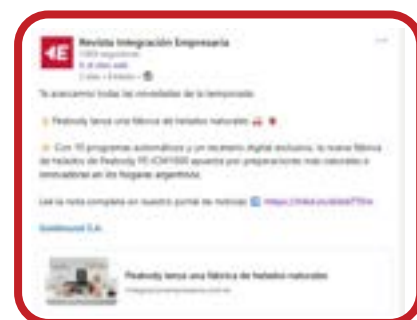 Revista Integración Empresaria
Te acercamos todas las novedades de la temporada
Peabody lanza una fábrica de helados naturales
Con 10 programas automáticos y un recetario digital exclusivo, la nueva fábrica
de helados de Peabody apuesta por preparaciones más naturales e
innovadoras en los hogares argentinos.
Leé la nota completa en nuestro portal de noticias
Peabody lanza una fábrica de helados naturales